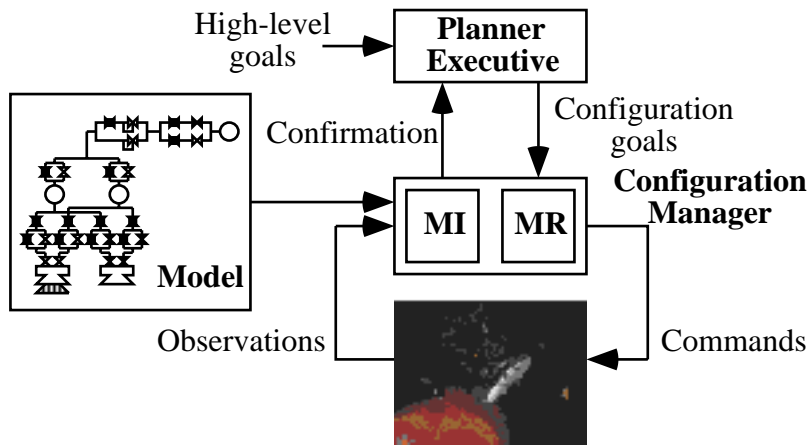 High-level
goals
Planner
Executive
Confirmation
Configuration
goals
Configuration
Manager
MI
MR
Model
Observations
Commands